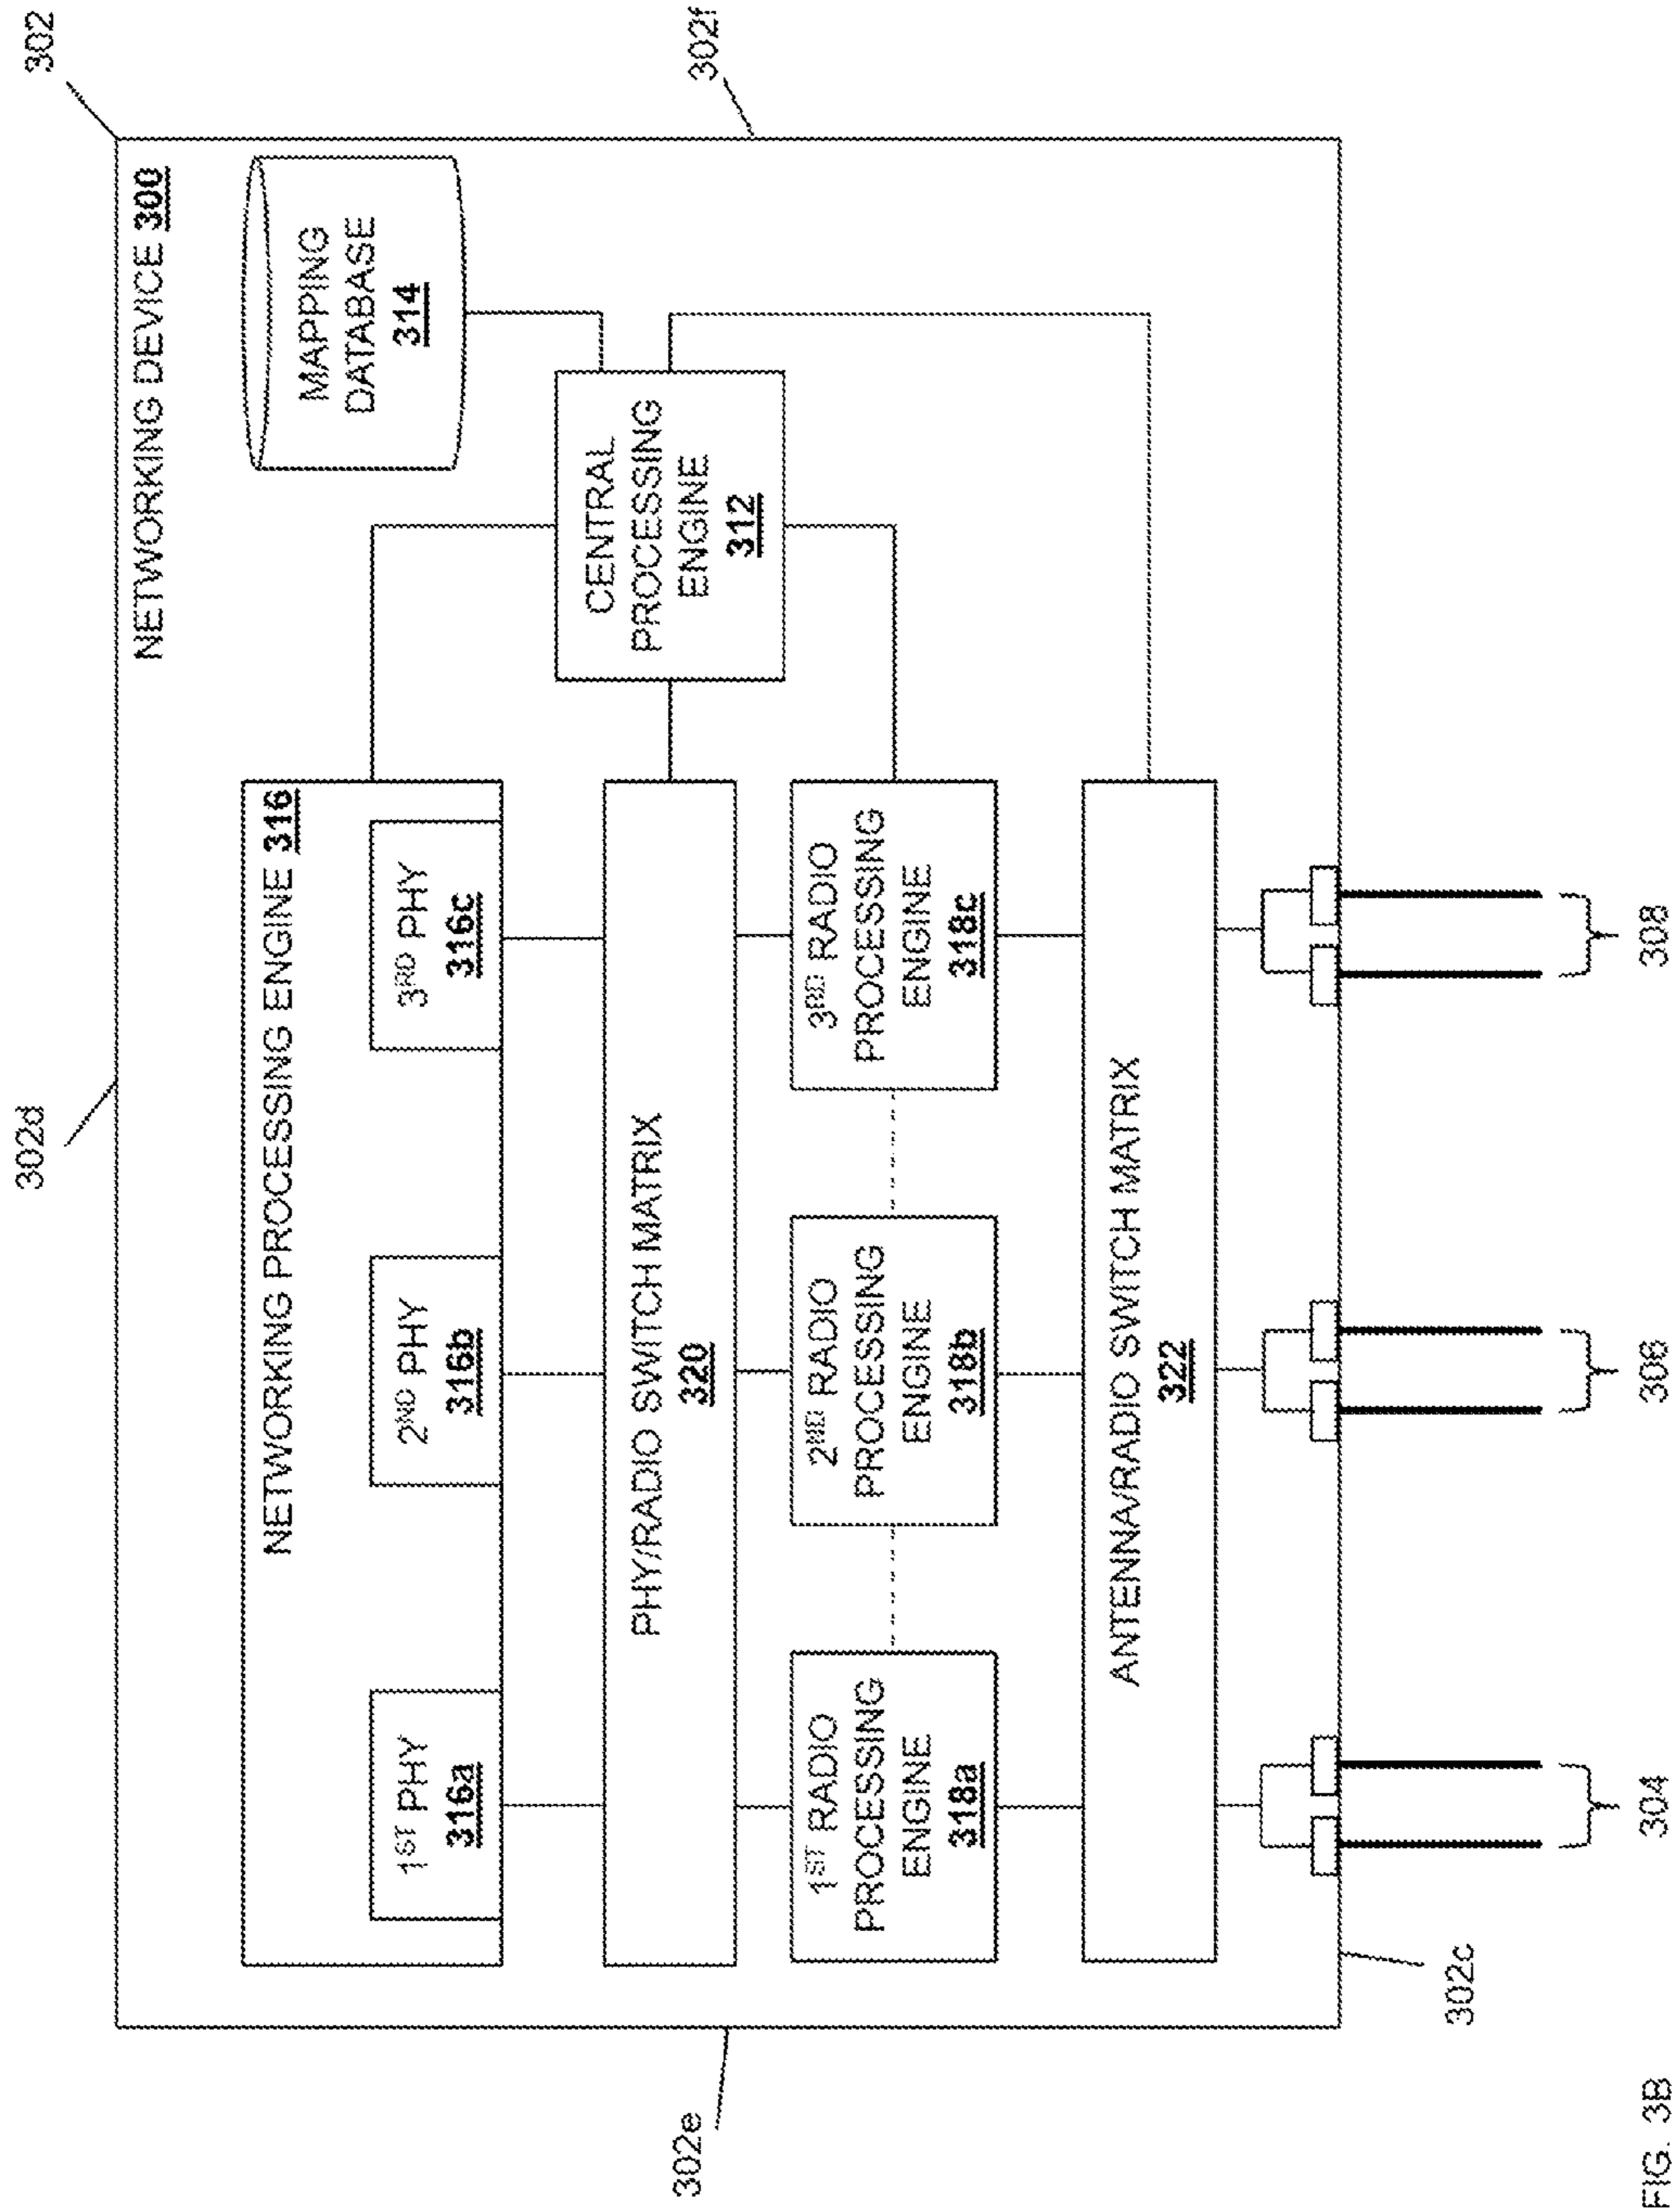 302
302d
302f
302e
302c
NETWORKING DEVICE 300
NETWORKING PROCESSING ENGINE 316
1ST PHY
316a
2ND PHY
316b
3RD PHY
316c
MAPPING
DATABASE
314
PHY/RADIO SWITCH MATRIX
320
CENTRAL
PROCESSING
ENGINE
312
1ST RADIO
PROCESSING
ENGINE
318a
2ND RADIO
PROCESSING
ENGINE
318b
3RD RADIO
PROCESSING
ENGINE
318c
ANTENNA/RADIO SWITCH MATRIX
322
304
306
308
FIG. 3B